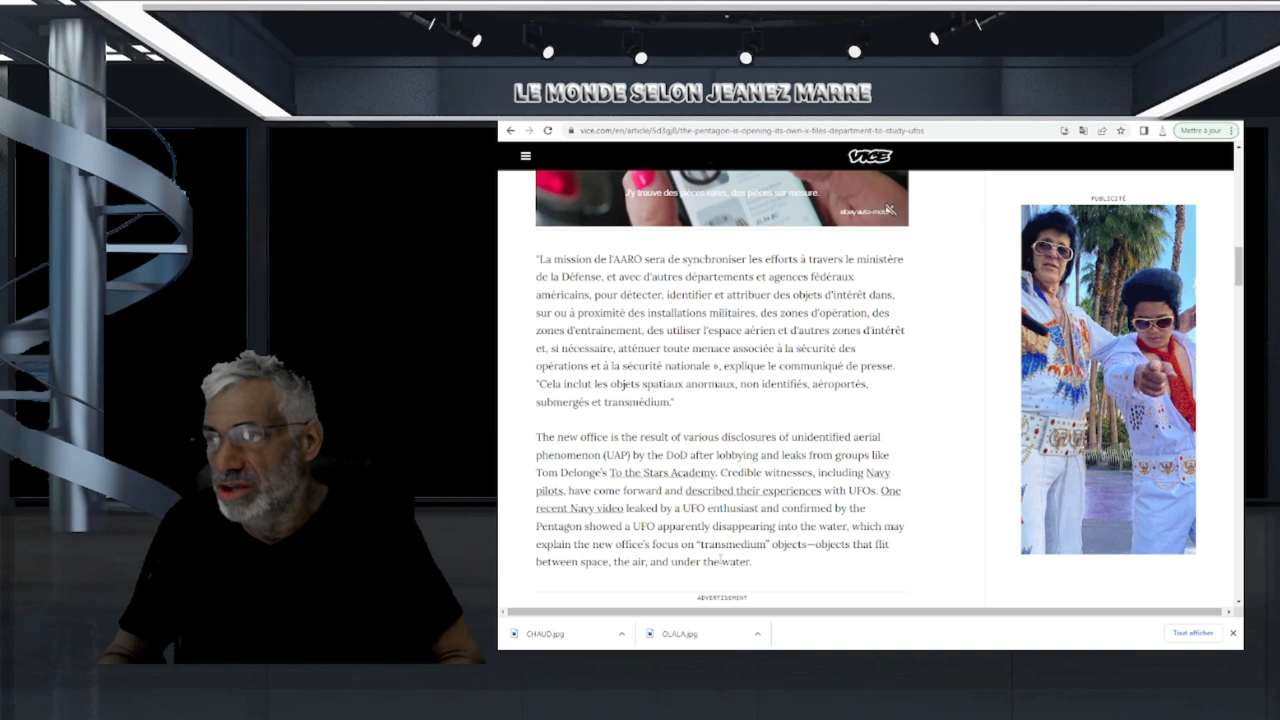 LE MONDE SELON JEANEZ MARRE
vice.com/en/article/5d3gj8/the-pentagon-is-opening-its-own-x-files-department-to-study-ufos
Mettre à jour
VICE
J'y trouve des pièces rares, des pièces sur mesure.
PUBLICITÉ
"La mission de l'AARO sera de synchroniser les efforts à travers le ministère
de la Défense, et avec d'autres départements et agences fédéraux
américains, pour détecter, identifier et attribuer des objets d'intérêt dans,
sur ou à proximité des installations militaires, des zones d'opération, des
zones d'entraînement, des utiliser l'espace aérien et d'autres zones d'intérêt
et, si nécessaire, atténuer toute menace associée à la sécurité des
opérations et à la sécurité nationale », explique le communiqué de presse.
"Cela inclut les objets spatiaux anormaux, non identifiés, aéroportés,
submergés et transmédium."
The new office is the result of various disclosures of unidentified aerial
phenomenon (UAP) by the DoD after lobbying and leaks from groups like
Tom Delonge's To the Stars Academy. Credible witnesses, including Navy
pilots, have come forward and described their experiences with UFOs. One
recent Navy video leaked by a UFO enthusiast and confirmed by the
Pentagon showed a UFO apparently disappearing into the water, which may
explain the new office's focus on “transmedium” objects—objects that flit
between space, the air, and under the water.
ADVERTISEMENT
CHAUD.jpg
OLALA.jpg
Tout afficher